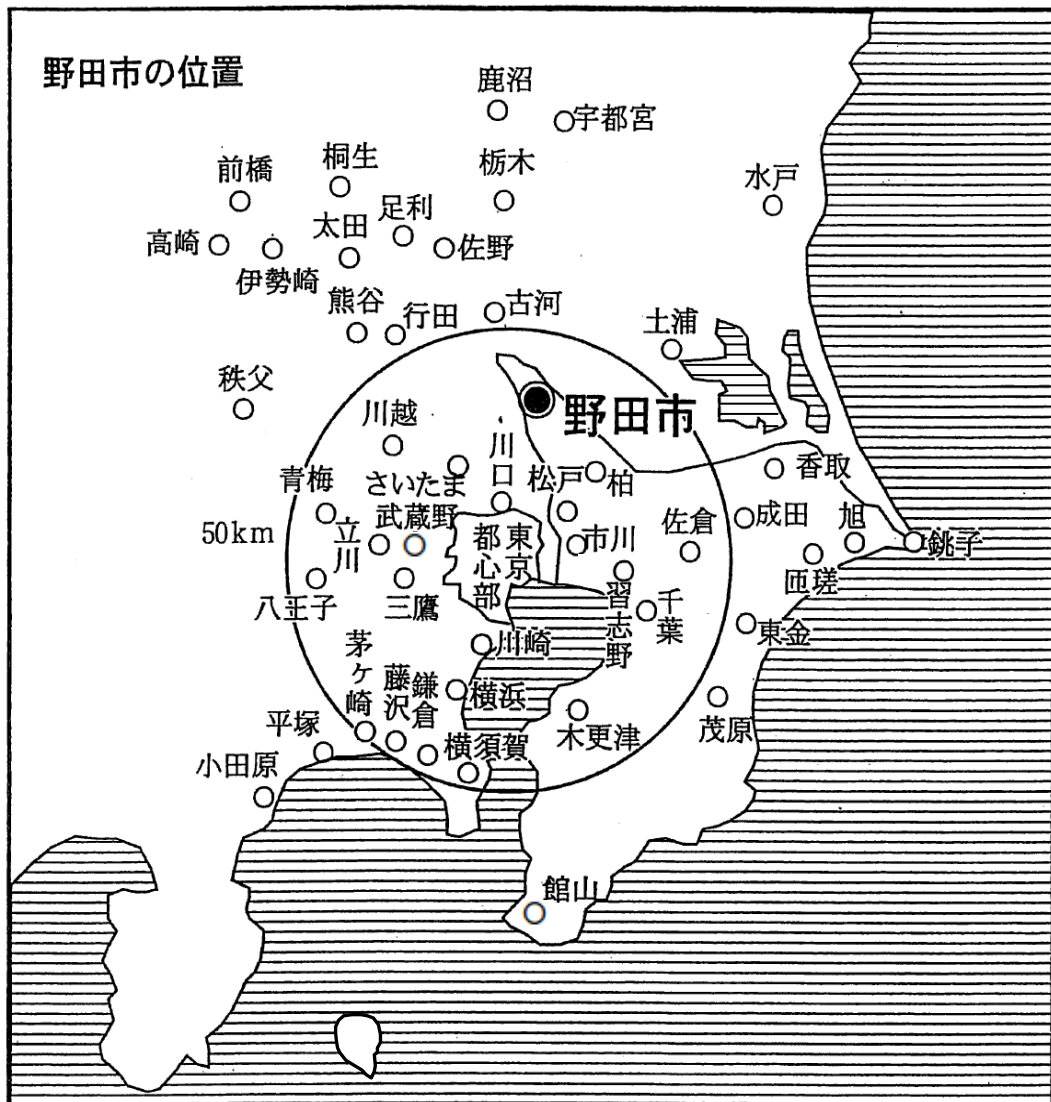 野田市の位置
鹿沼
宇都宮
前橋
桐生
栃木
水戸
高崎
伊勢崎
太田
足利
佐野
熊谷
行田
古河
土浦
秩父
川越
野田市
川口
青梅
さいたま
松戸
柏
香取
50km
立川
武蔵野
東京
都心部
市川
佐倉
成田
旭
銚子
八王子
三鷹
習志野
千葉
匝瑳
東金
川崎
茅ヶ崎
藤沢
鎌倉
横浜
平塚
横須賀
木更津
茂原
小田原
館山